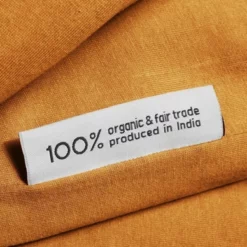 100% organic & fair trade
produced in India